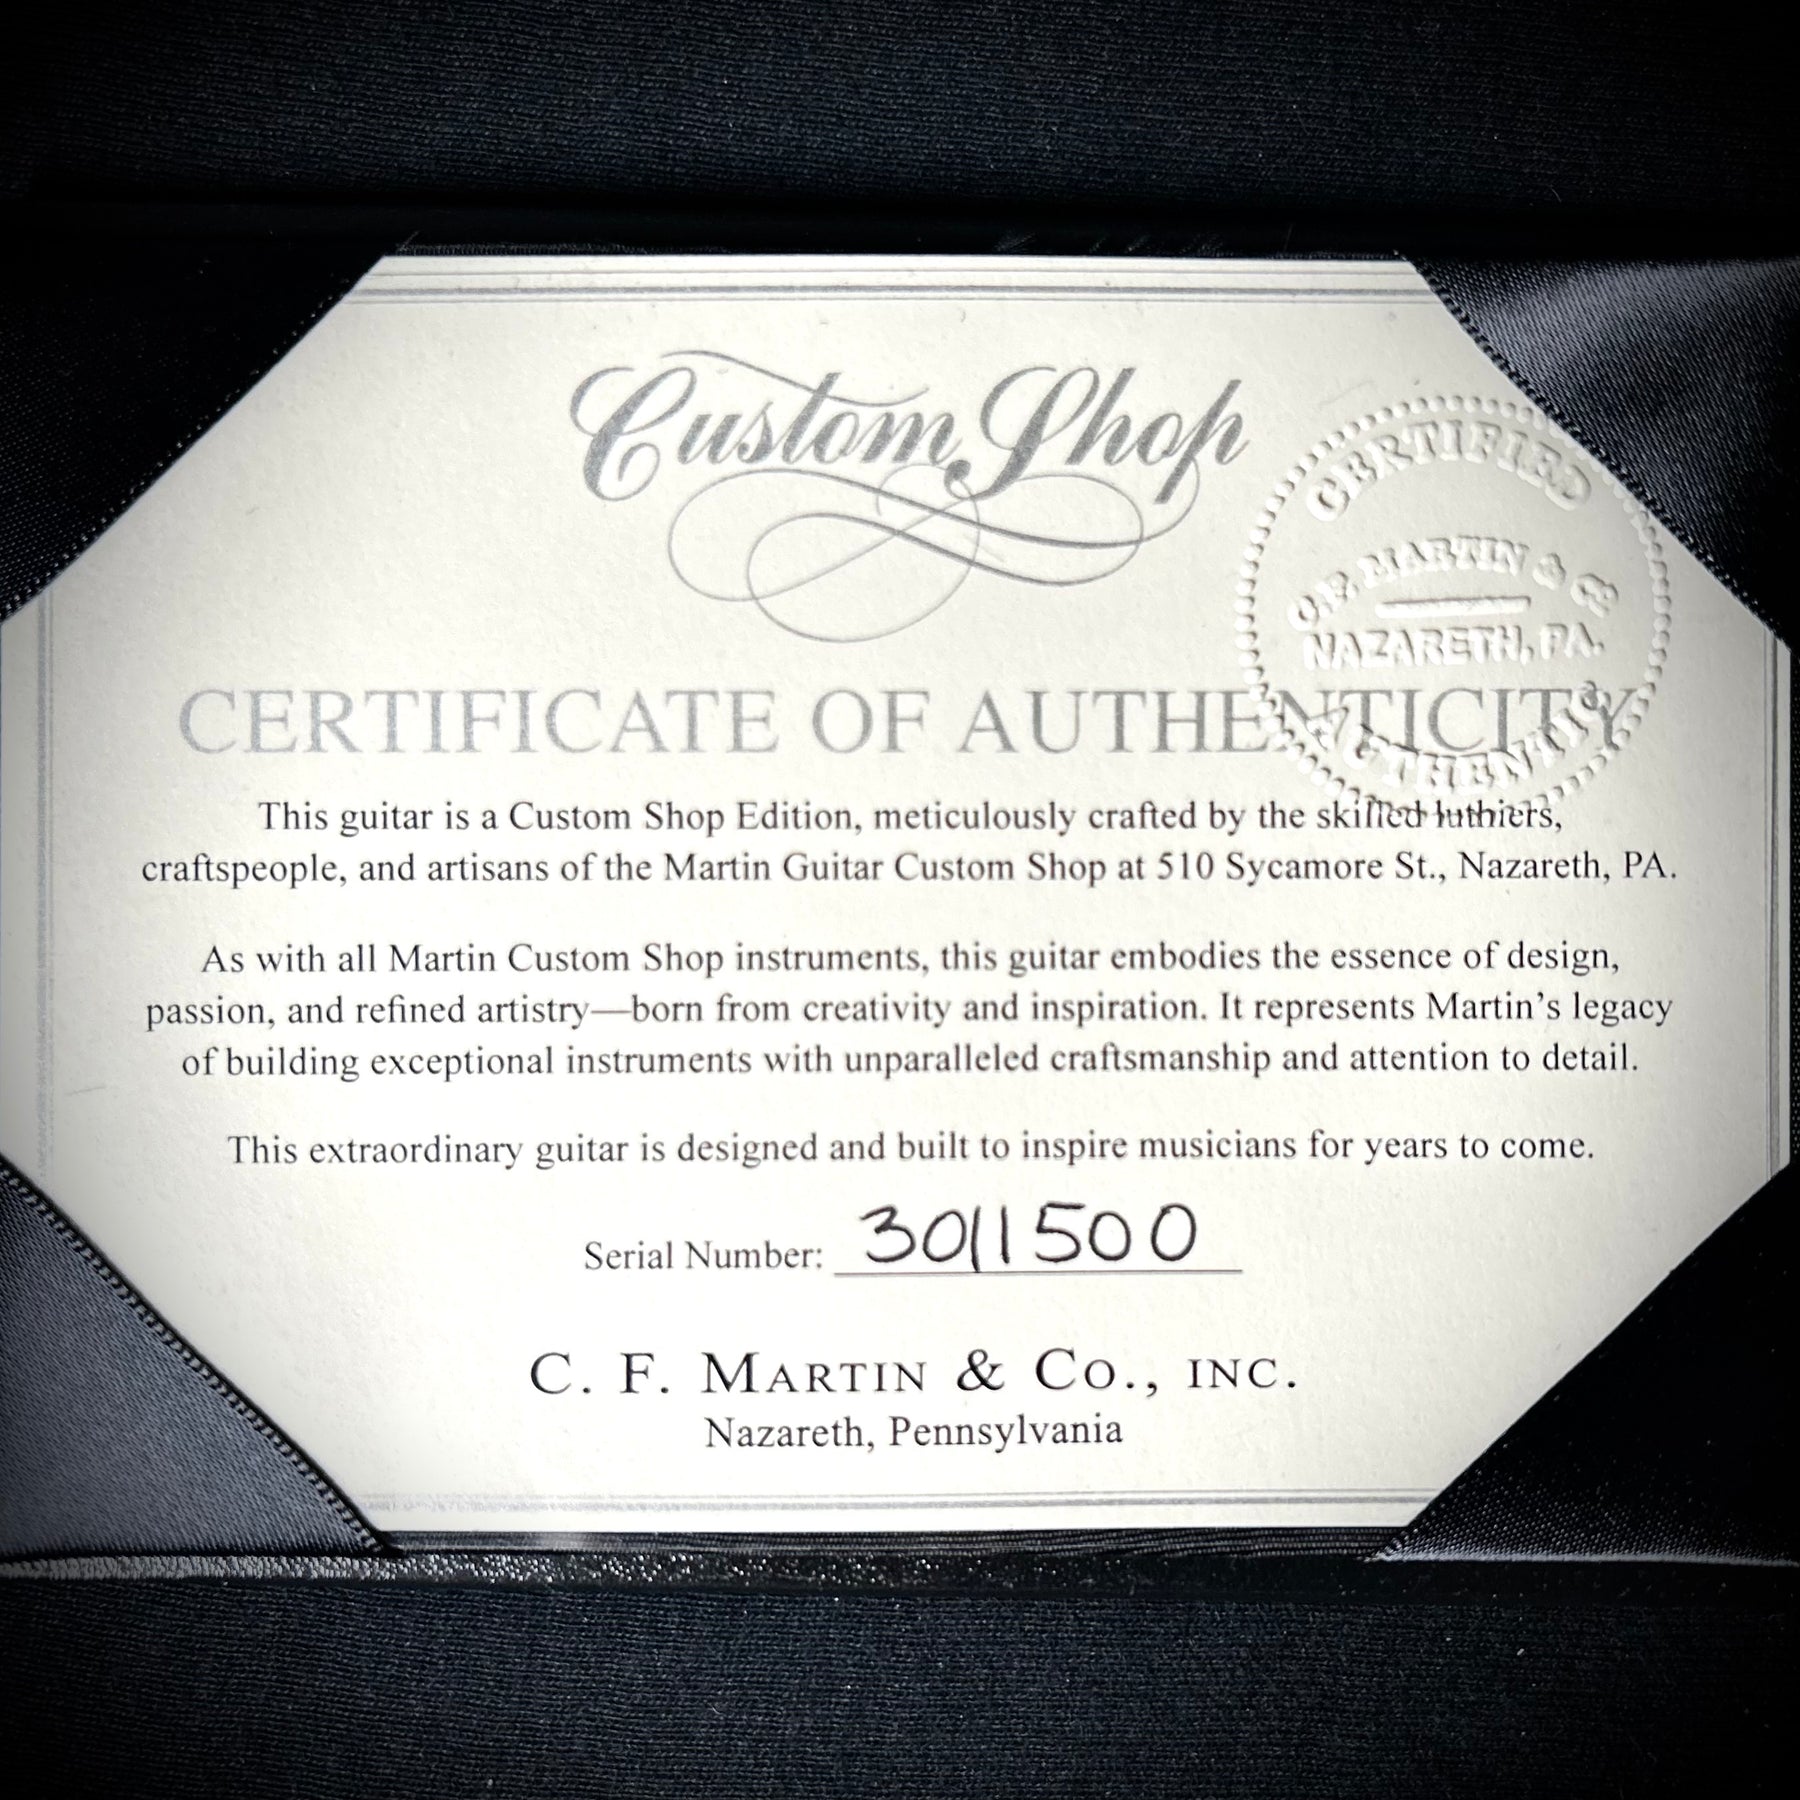 Custom Shop
CERTIFIED
C.F. MARTIN & Co
NAZARETH, PA.
AUTHENTIC
CERTIFICATE OF AUTHENTICITY
This guitar is a Custom Shop Edition, meticulously crafted by the skilled luthiers,
craftspeople, and artisans of the Martin Guitar Custom Shop at 510 Sycamore St., Nazareth, PA.
As with all Martin Custom Shop instruments, this guitar embodies the essence of design,
passion, and refined artistry—born from creativity and inspiration. It represents Martin’s legacy
of building exceptional instruments with unparalleled craftsmanship and attention to detail.
This extraordinary guitar is designed and built to inspire musicians for years to come.
Serial Number: 3011500
C. F. MARTIN & CO., INC.
Nazareth, Pennsylvania